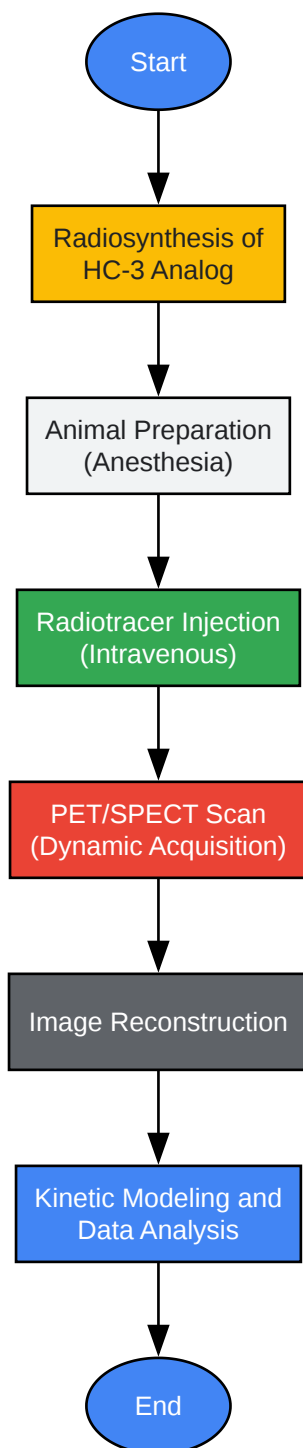 Start
Radiosynthesis of
HC-3 Analog
Animal Preparation
(Anesthesia)
Radiotracer Injection
(Intravenous)
PET/SPECT Scan
(Dynamic Acquisition)
Image Reconstruction
Kinetic Modeling and
Data Analysis
End